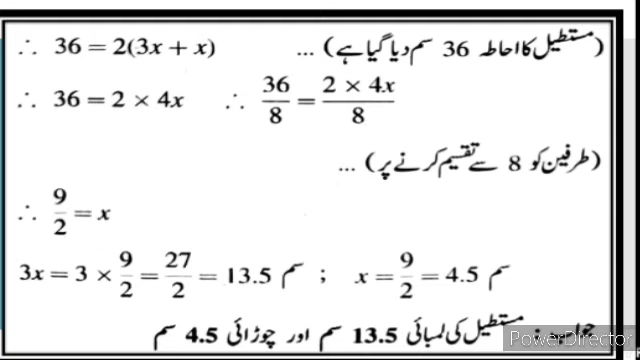 ∴ 36 = 2(3x + x) ... (مستطیل کا احاطہ 36 سم دیا گیا ہے)
∴ 36 = 2 × 4x ∴ 36/8 = 2 × 4x/8
(طرفین کو 8 سے تقسیم کرنے پر) ...
∴ 9/2 = x
3x = 3 × 9/2 = 27/2 = 13.5 سم ; x = 9/2 = 4.5 سم
جواب : مستطیل کی لمبائی 13.5 سم اور چوڑائی 4.5 سم
PowerDirector